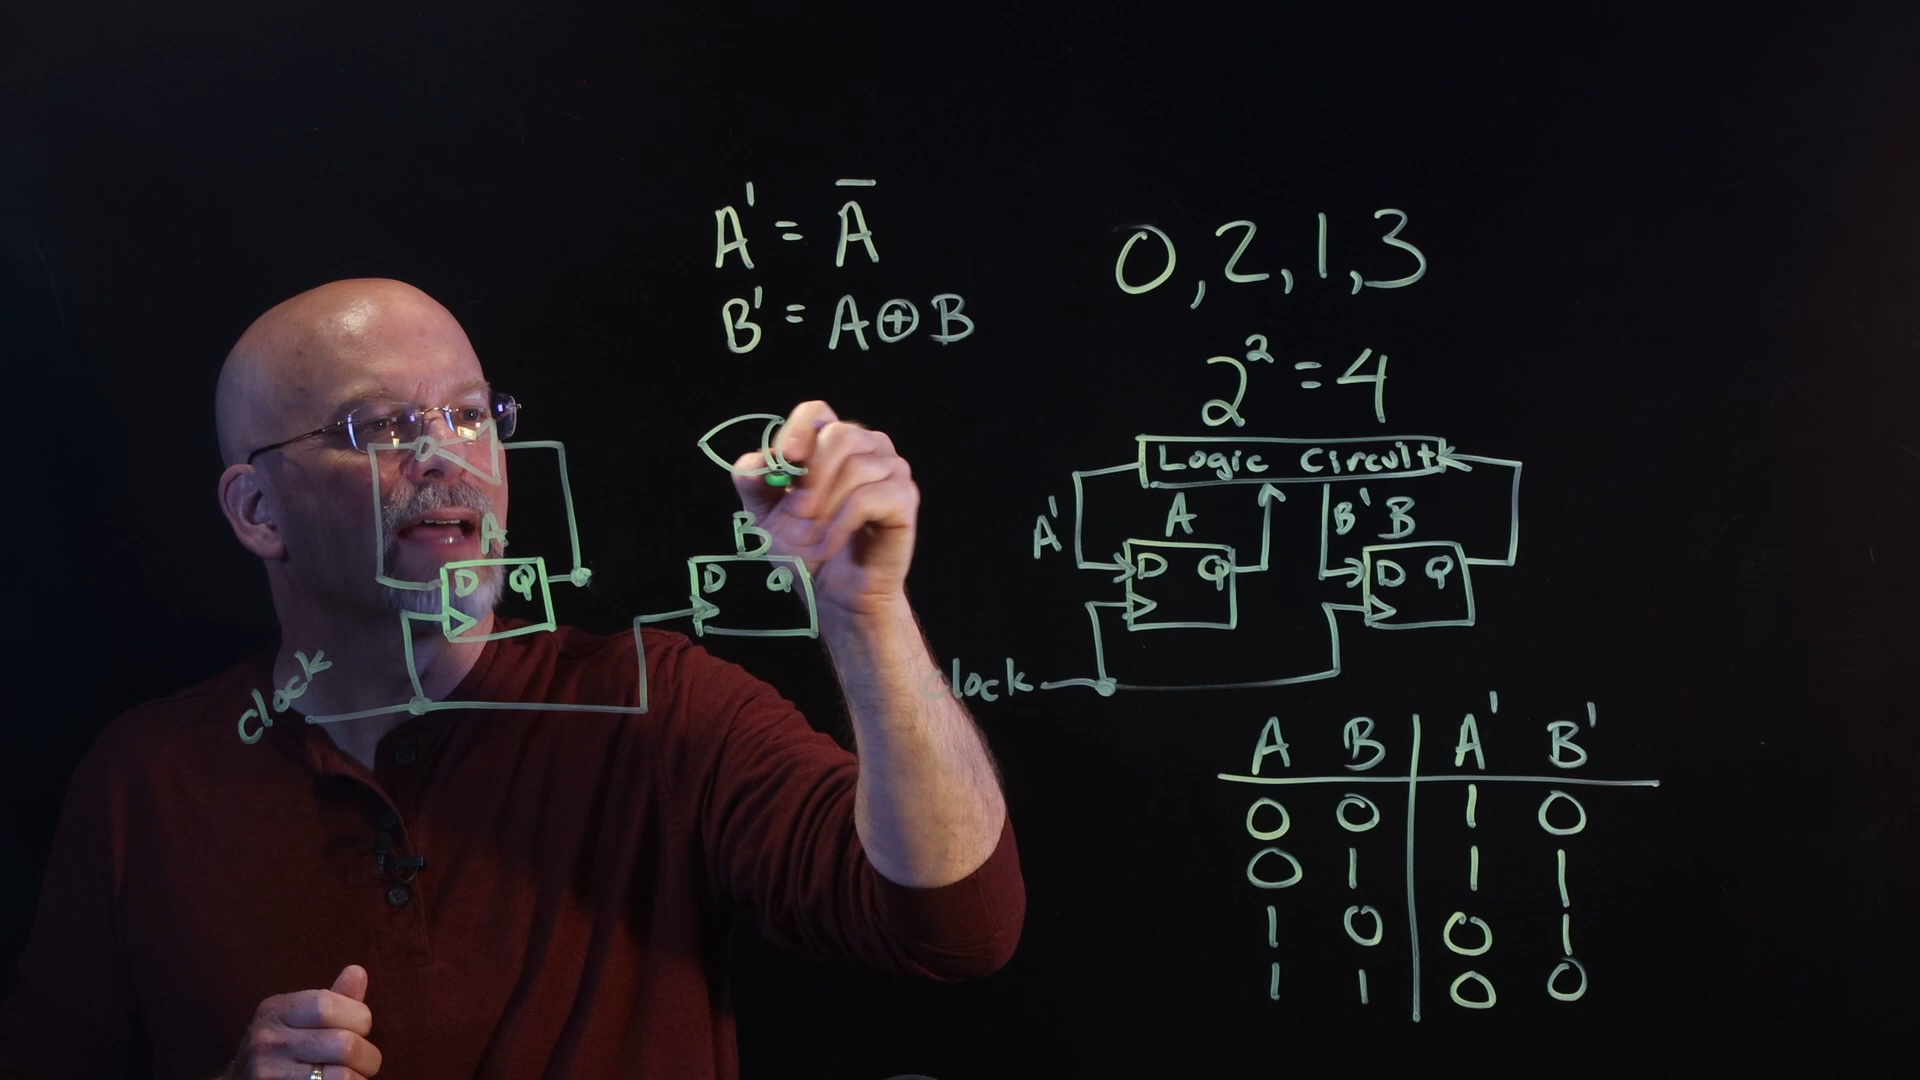 A' = A̅
B' = A ⊕ B
0, 2, 1, 3
2² = 4
A
D Q
B
D Q
clock
Logic Circuit
A'
A
B' B
D Q
D Q
clock
A B A' B'
0 0 1 0
0 1 1 1
1 0 0 1
1 1 0 0